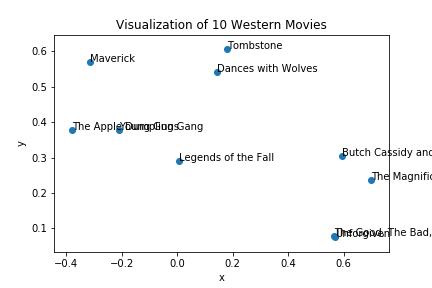 Visualization of 10 Western Movies
Tombstone
Maverick
Dances with Wolves
The Apple Dumpling Gang
Young Guns
Legends of the Fall
Butch Cassidy and
The Magnific
The Good, The Bad,
Unforgiven
y
0.6
0.5
0.4
0.3
0.2
0.1
−0.4
−0.2
0.0
0.2
0.4
0.6
x